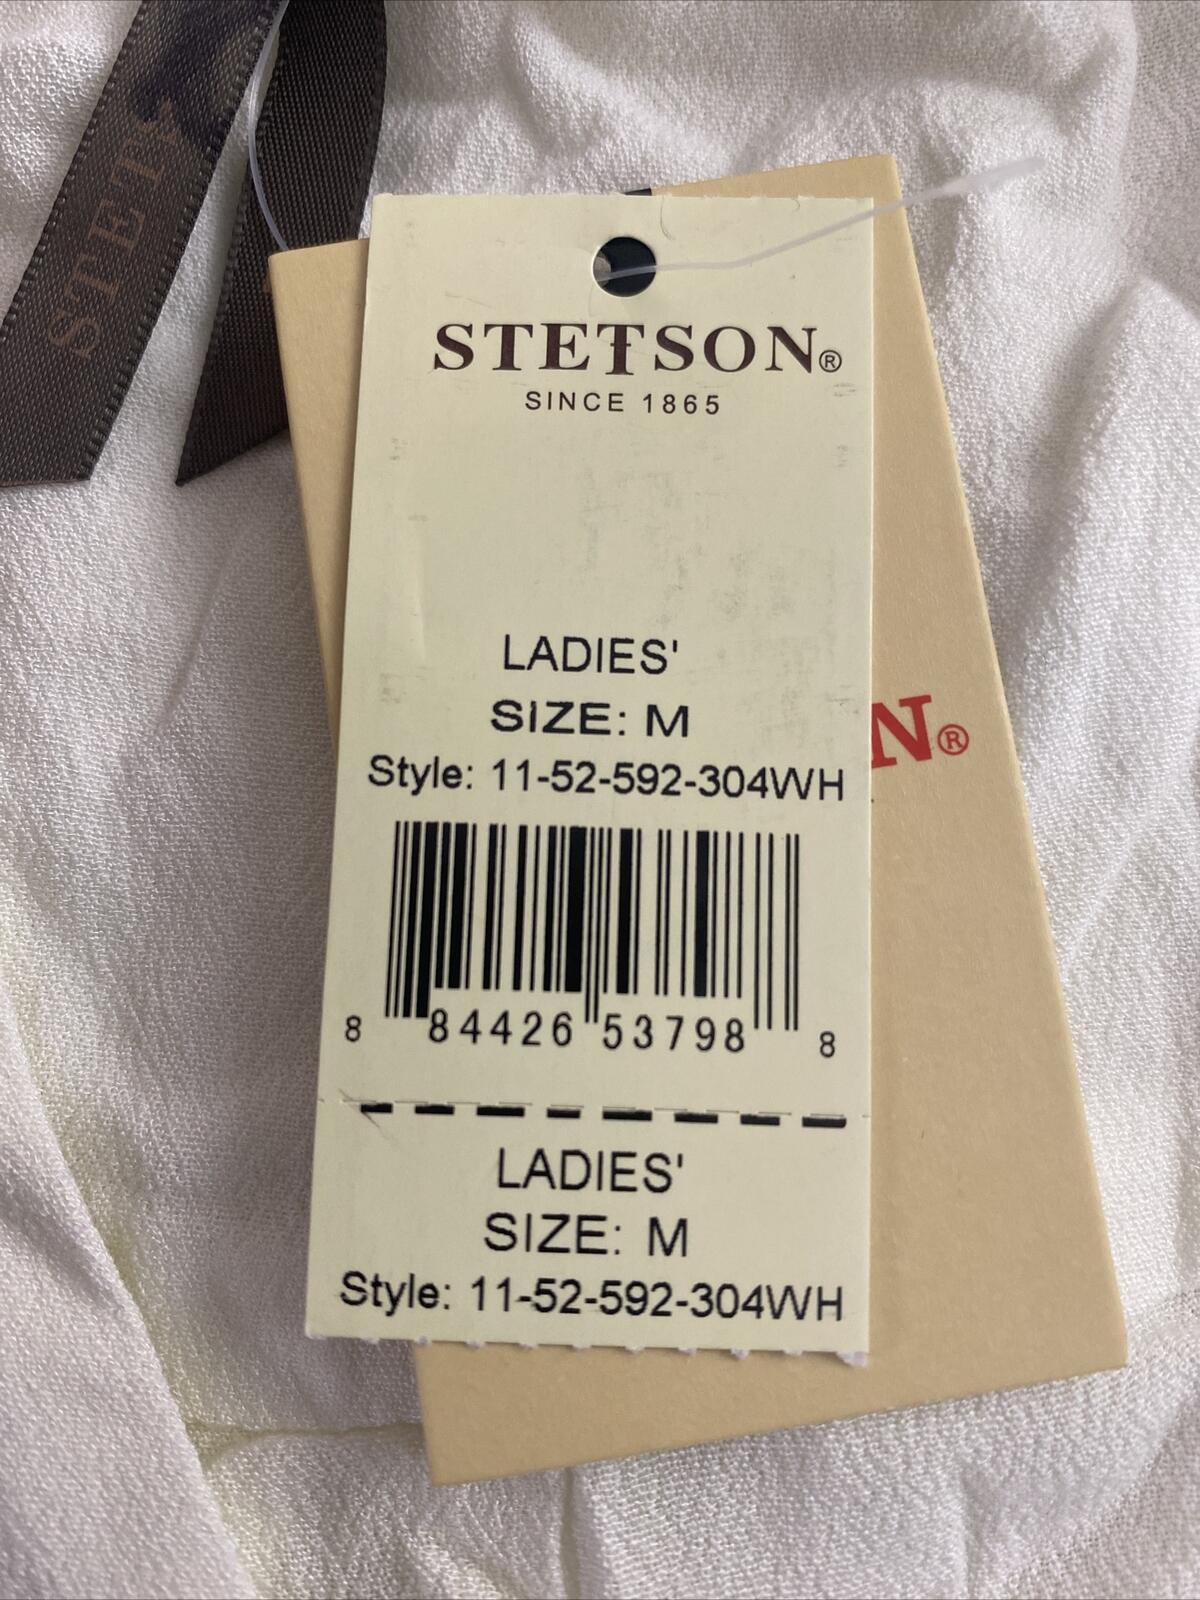 STETS
STETSON®
SINCE 1865
LADIES'
SIZE: M
Style: 11-52-592-304WH
N®
8 84426 53798 8
LADIES'
SIZE: M
Style: 11-52-592-304WH